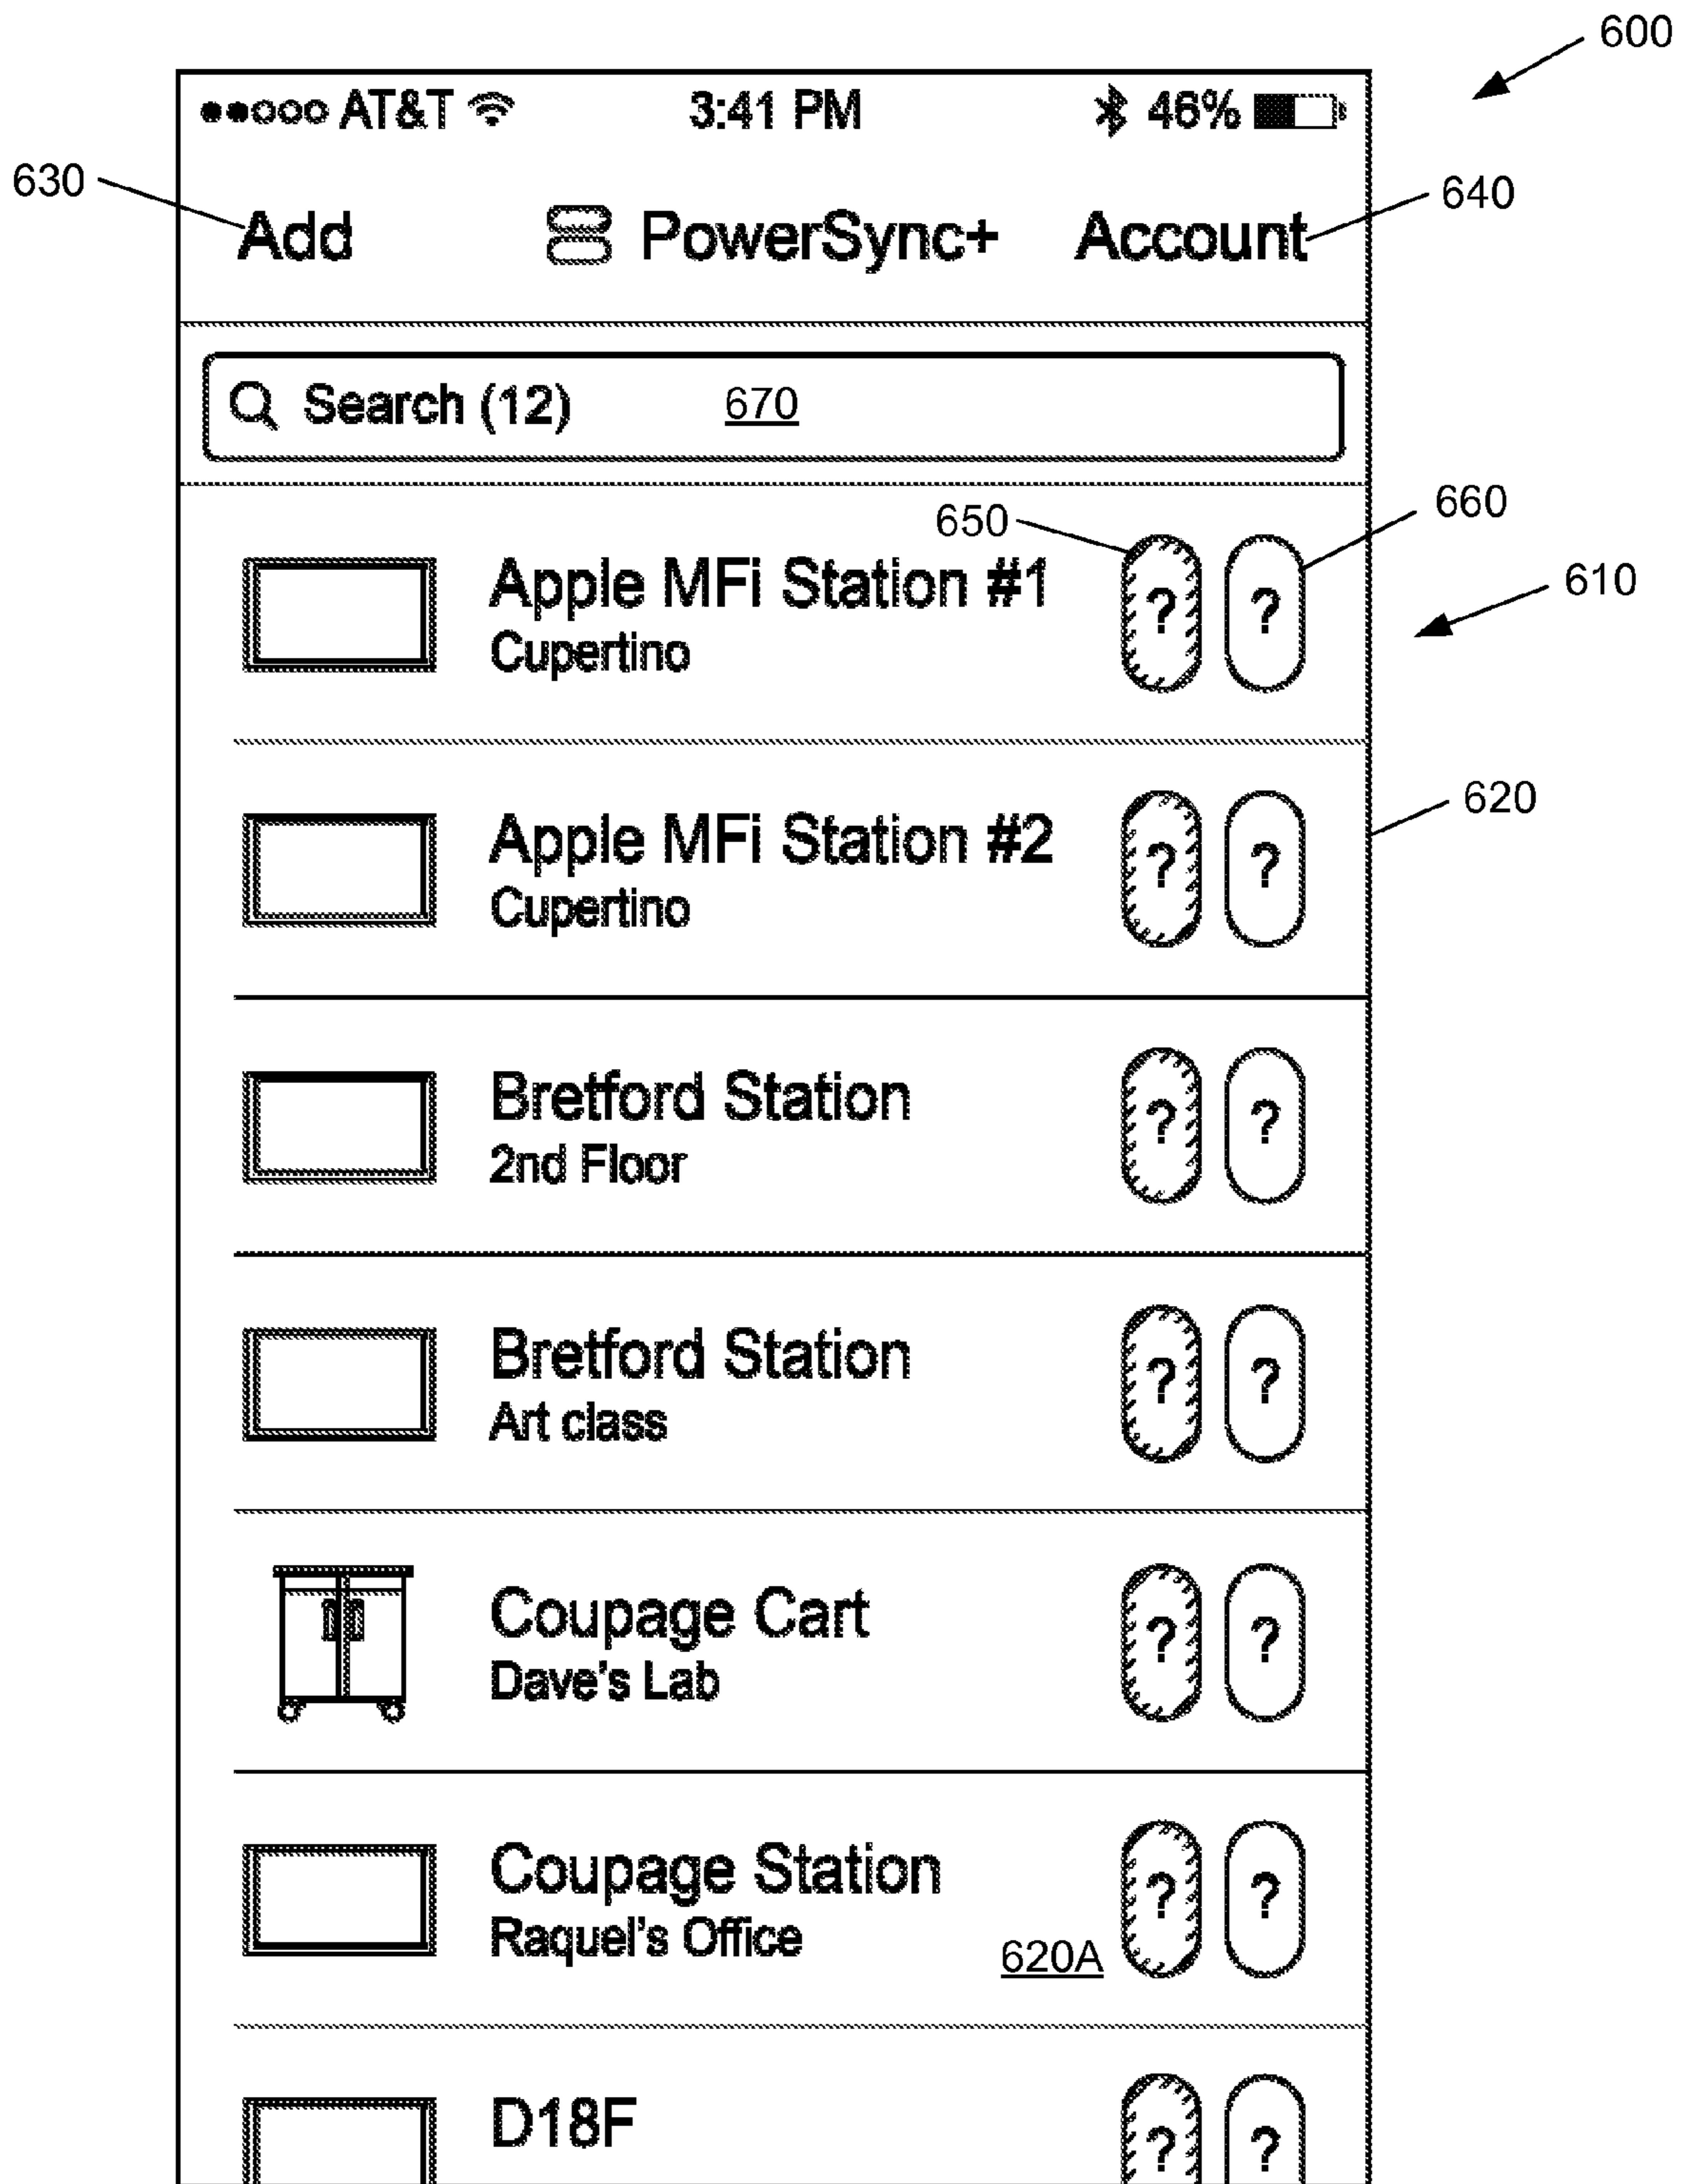 600
AT&T 3:41 PM 46%
630
640
Add PowerSync+ Account
Search (12) 670
650
660
Apple MFi Station #1 ? ?
610
Cupertino
620
Apple MFi Station #2 ? ?
Cupertino
Bretford Station ? ?
2nd Floor
Bretford Station ? ?
Art class
Coupage Cart ? ?
Dave's Lab
Coupage Station ? ?
Raquel's Office 620A
D18F ? ?